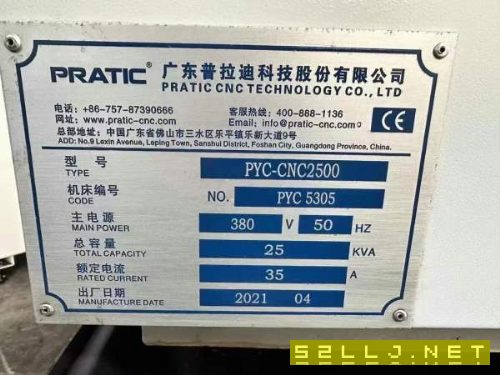 PRATIC 广东普拉迪科技股份有限公司
PRATIC CNC TECHNOLOGY CO., LTD
电话: +86-757-87390666 客服热线: 400-888-1136
网址: www.pratic-cnc.com Email: info@pratic-cnc.com
总部地址: 中国广东省佛山市三水区乐平镇乐新大道9号
ADD: No.9 Lexin Avenue, Leping Town, Sanshui District, Foshan City, Guangdong Province, China.
CE
型号 PYC-CNC2500
TYPE
机床编号 NO. PYC 5305
CODE
主电源 380 V 50 HZ
MAIN POWER
总容量 25 KVA
TOTAL CAPACITY
额定电流 35 A
RATED CURRENT
出厂日期 2021 04
MANUFACTURE DATE
52LLJ.NET